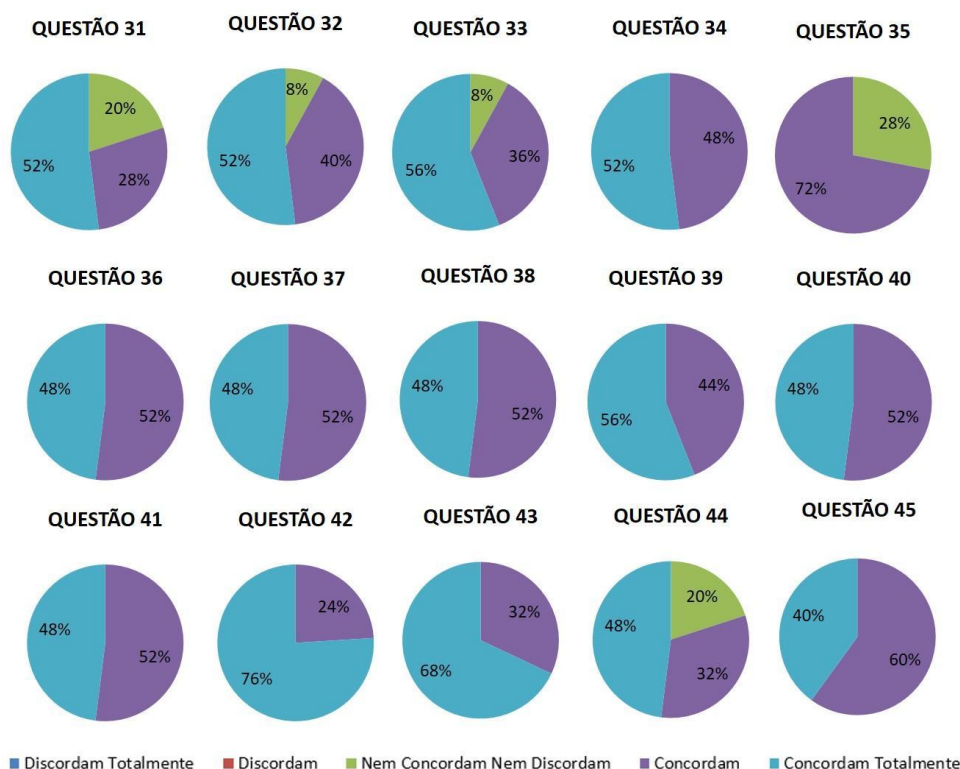 QUESTÃO 31 QUESTÃO 32 QUESTÃO 33 QUESTÃO 34 QUESTÃO 35
20% 28% 52%
8% 40% 52%
8% 36% 56%
48% 52%
28% 72%
QUESTÃO 36 QUESTÃO 37 QUESTÃO 38 QUESTÃO 39 QUESTÃO 40
48% 52%
48% 52%
48% 52%
44% 56%
48% 52%
QUESTÃO 41 QUESTÃO 42 QUESTÃO 43 QUESTÃO 44 QUESTÃO 45
48% 52%
24% 76%
32% 68%
20% 48% 32%
40% 60%
Discordam Totalmente Discordam Nem Concordam Nem Discordam Concordam Concordam Totalmente